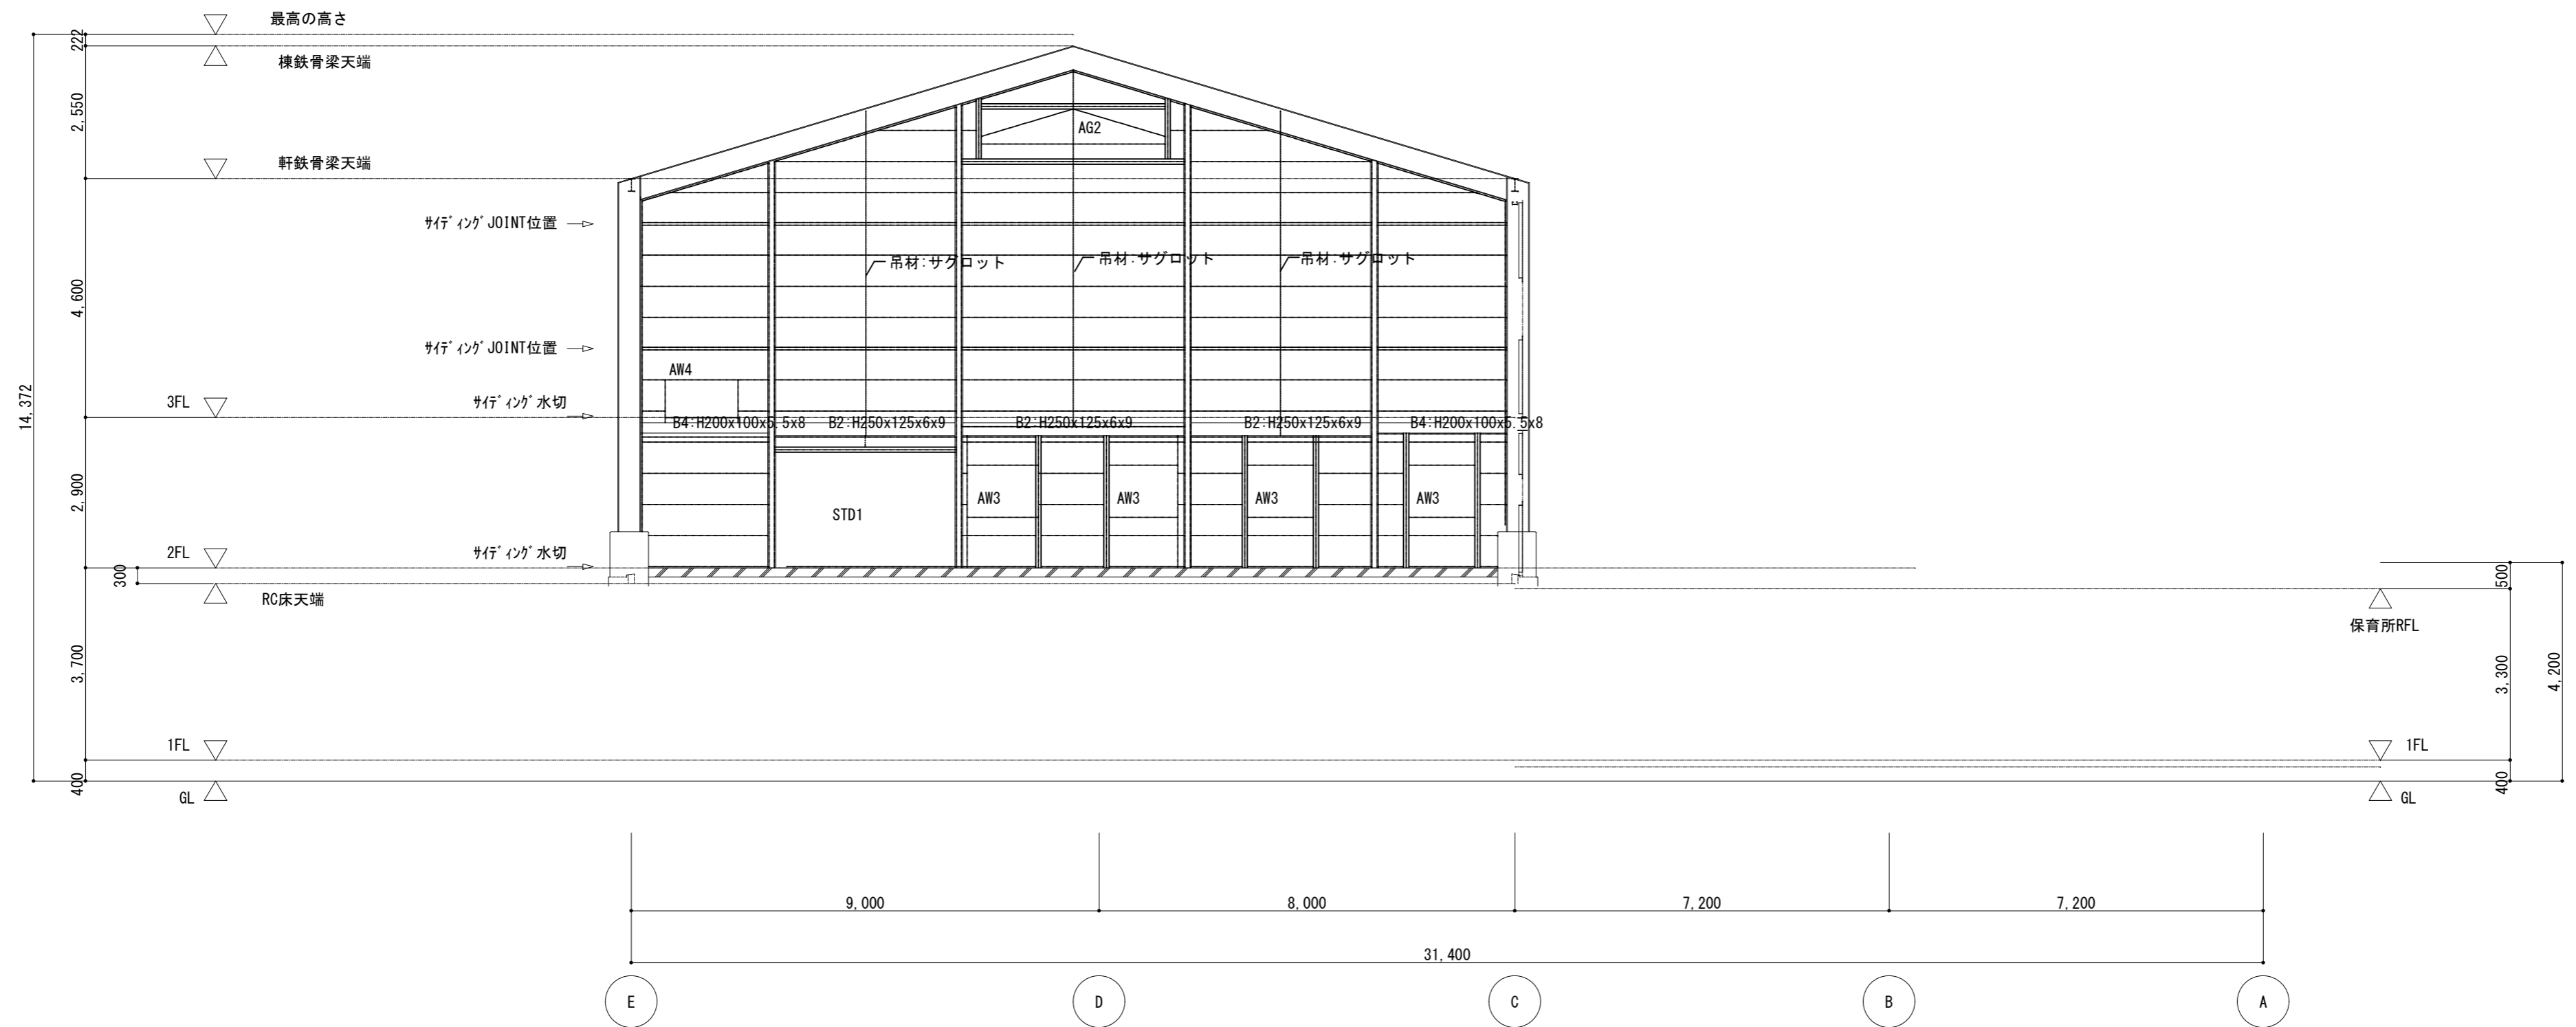 最高の高さ
222
棟鉄骨梁天端
2,550
AG2
軒鉄骨梁天端
ｻｲﾃﾞｨﾝｸﾞJOINT位置
吊材:サグロット
吊材:サグロット
吊材:サグロット
4,600
ｻｲﾃﾞｨﾝｸﾞJOINT位置
AW4
14,372
3FL
ｻｲﾃﾞｨﾝｸﾞ水切
B4:H200x100x5.5x8
B2:H250x125x6x9
B2:H250x125x6x9
B2:H250x125x6x9
B4:H200x100x5.5x8
2,900
AW3
AW3
AW3
AW3
STD1
2FL
ｻｲﾃﾞｨﾝｸﾞ水切
300
500
RC床天端
保育所RFL
3,700
3,300
4,200
1FL
1FL
400
400
GL
GL
9,000
8,000
7,200
7,200
31,400
E
D
C
B
A